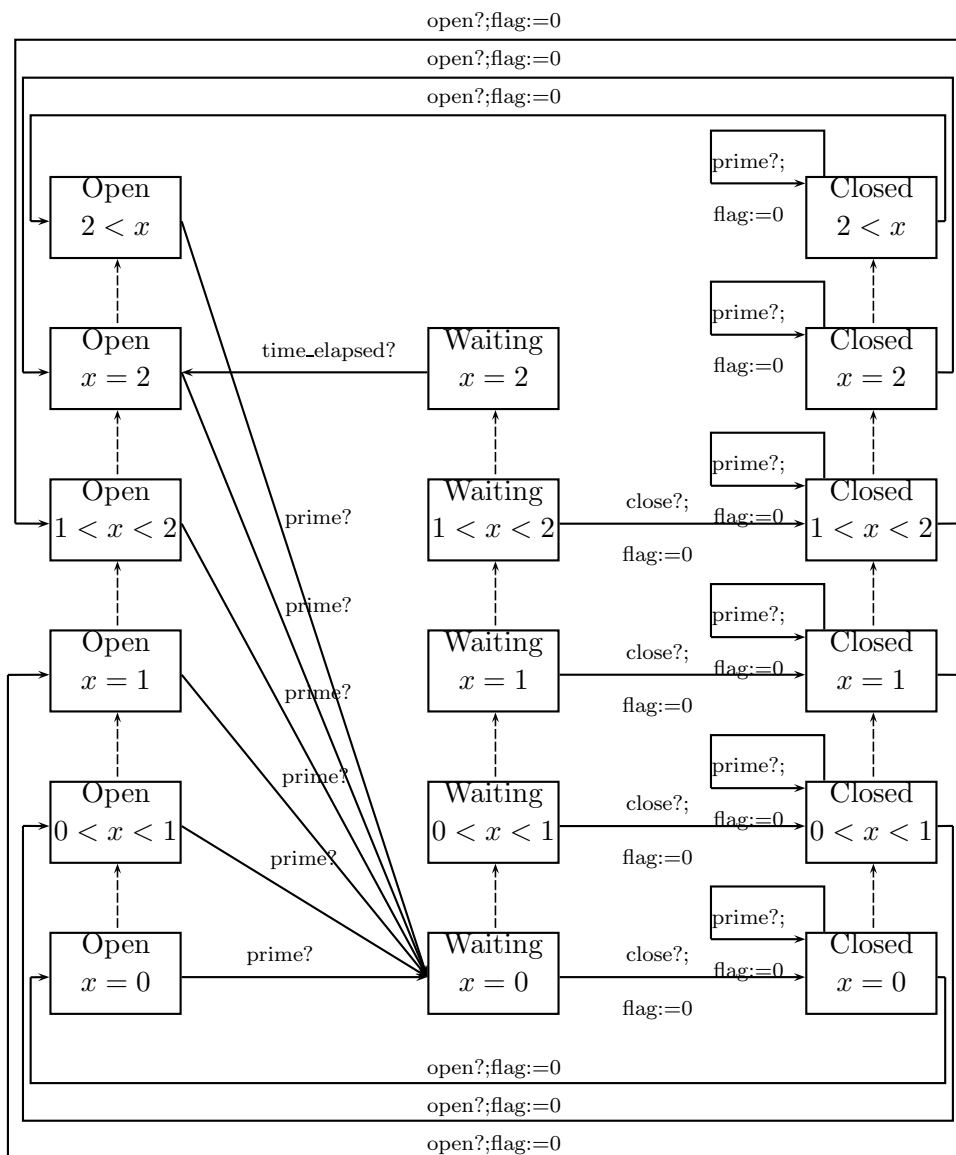 open?;flag:=0
open?;flag:=0
open?;flag:=0
Open
2 < x
prime?;
flag:=0
Closed
2 < x
Open
x = 2
time_elapsed?
Waiting
x = 2
prime?;
flag:=0
Closed
x = 2
Open
1 < x < 2
prime?
Waiting
1 < x < 2
close?;
flag:=0
prime?;
flag:=0
Closed
1 < x < 2
prime?
Open
x = 1
prime?
Waiting
x = 1
close?;
flag:=0
prime?;
flag:=0
Closed
x = 1
prime?
Open
0 < x < 1
prime?
Waiting
0 < x < 1
close?;
flag:=0
prime?;
flag:=0
Closed
0 < x < 1
Open
x = 0
prime?
Waiting
x = 0
close?;
flag:=0
prime?;
flag:=0
Closed
x = 0
open?;flag:=0
open?;flag:=0
open?;flag:=0